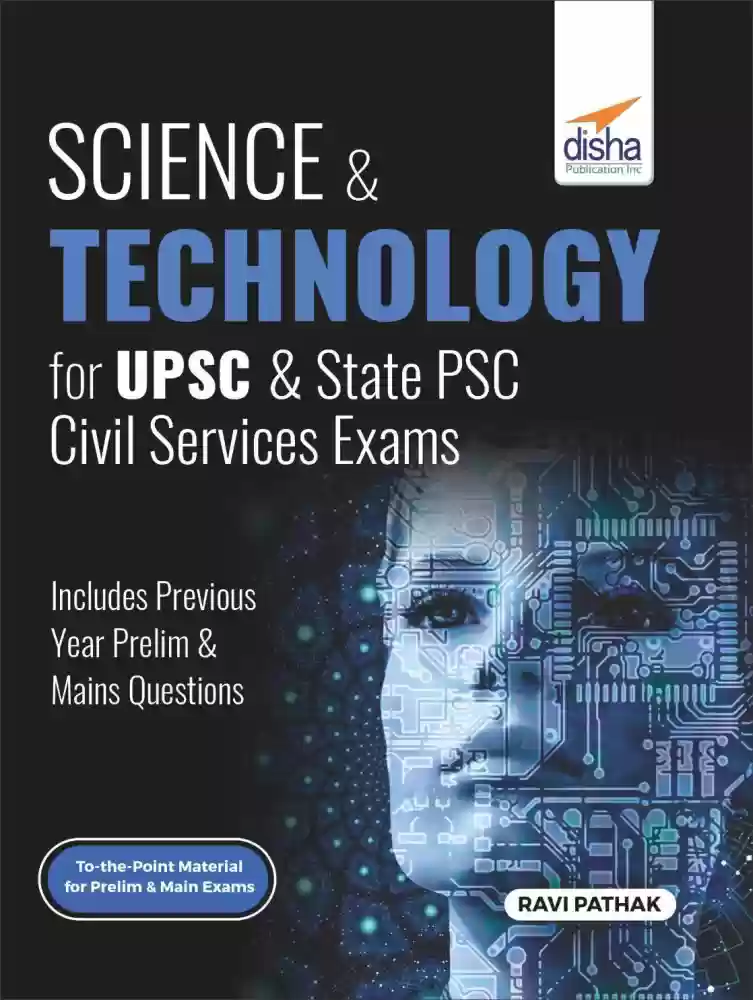 disha
Publication Inc
SCIENCE &
TECHNOLOGY
for UPSC & State PSC
Civil Services Exams
Includes Previous
Year Prelim &
Mains Questions
To-the-Point Material
for Prelim & Main Exams
RAVI PATHAK